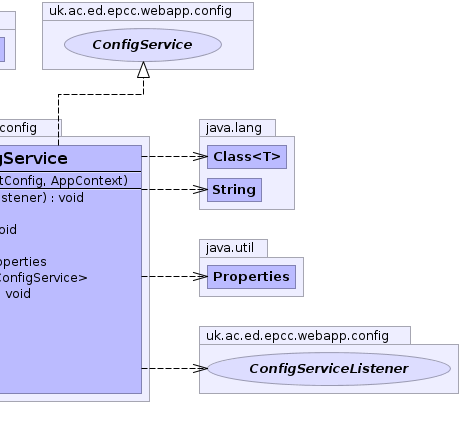 uk.ac.ed.epcc.webapp.config
ConfigService
config
gService
tConfig, AppContext)
istener) : void
oid
operties
ConfigService>
void
java.lang
Class<T>
String
java.util
Properties
uk.ac.ed.epcc.webapp.config
ConfigServiceListener